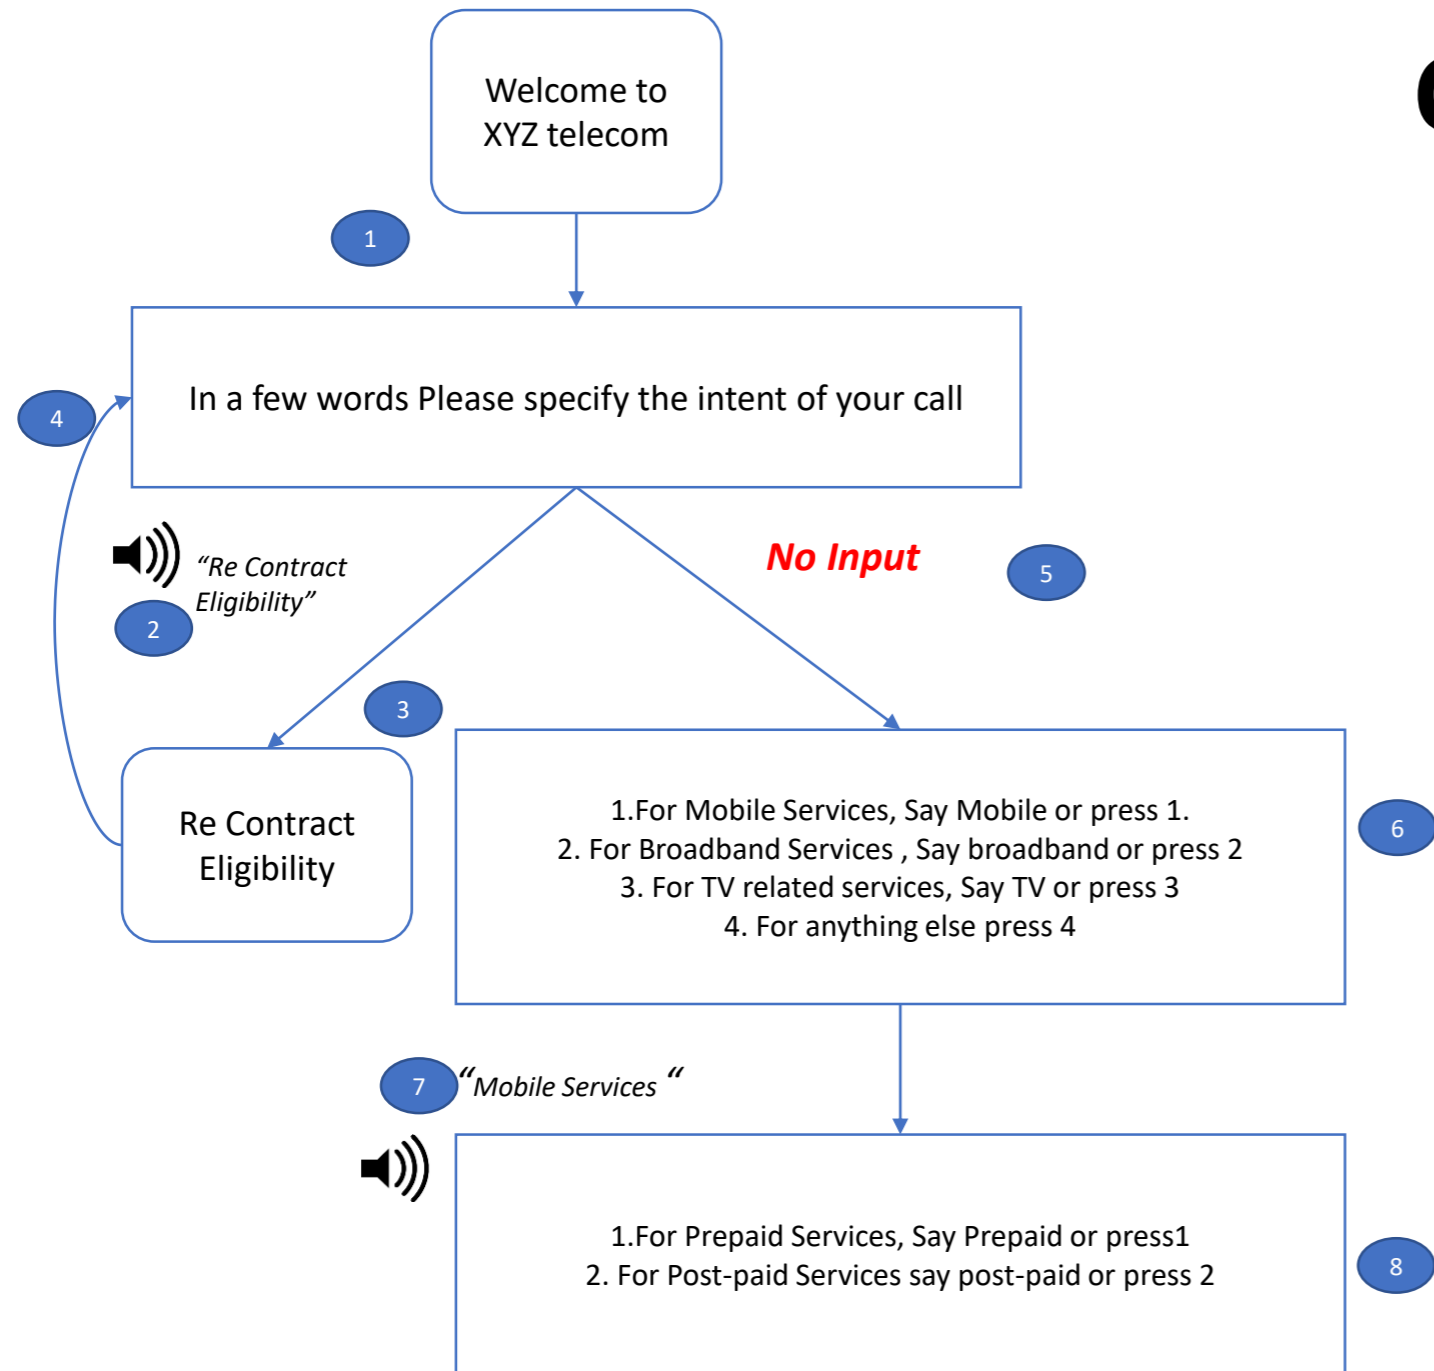 Welcome to
XYZ telecom
1
In a few words Please specify the intent of your call
4
“Re Contract
Eligibility”
2
No Input
5
3
Re Contract
Eligibility
1.For Mobile Services, Say Mobile or press 1.
2. For Broadband Services , Say broadband or press 2
3. For TV related services, Say TV or press 3
4. For anything else press 4
6
7
“Mobile Services “
1.For Prepaid Services, Say Prepaid or press1
2. For Post-paid Services say post-paid or press 2
8